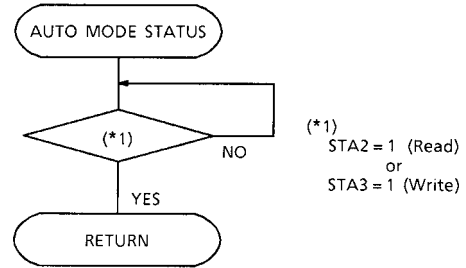 AUTO MODE STATUS
(*1)
NO
YES
RETURN
(*1)
STA2 = 1 (Read)
or
STA3 = 1 (Write)